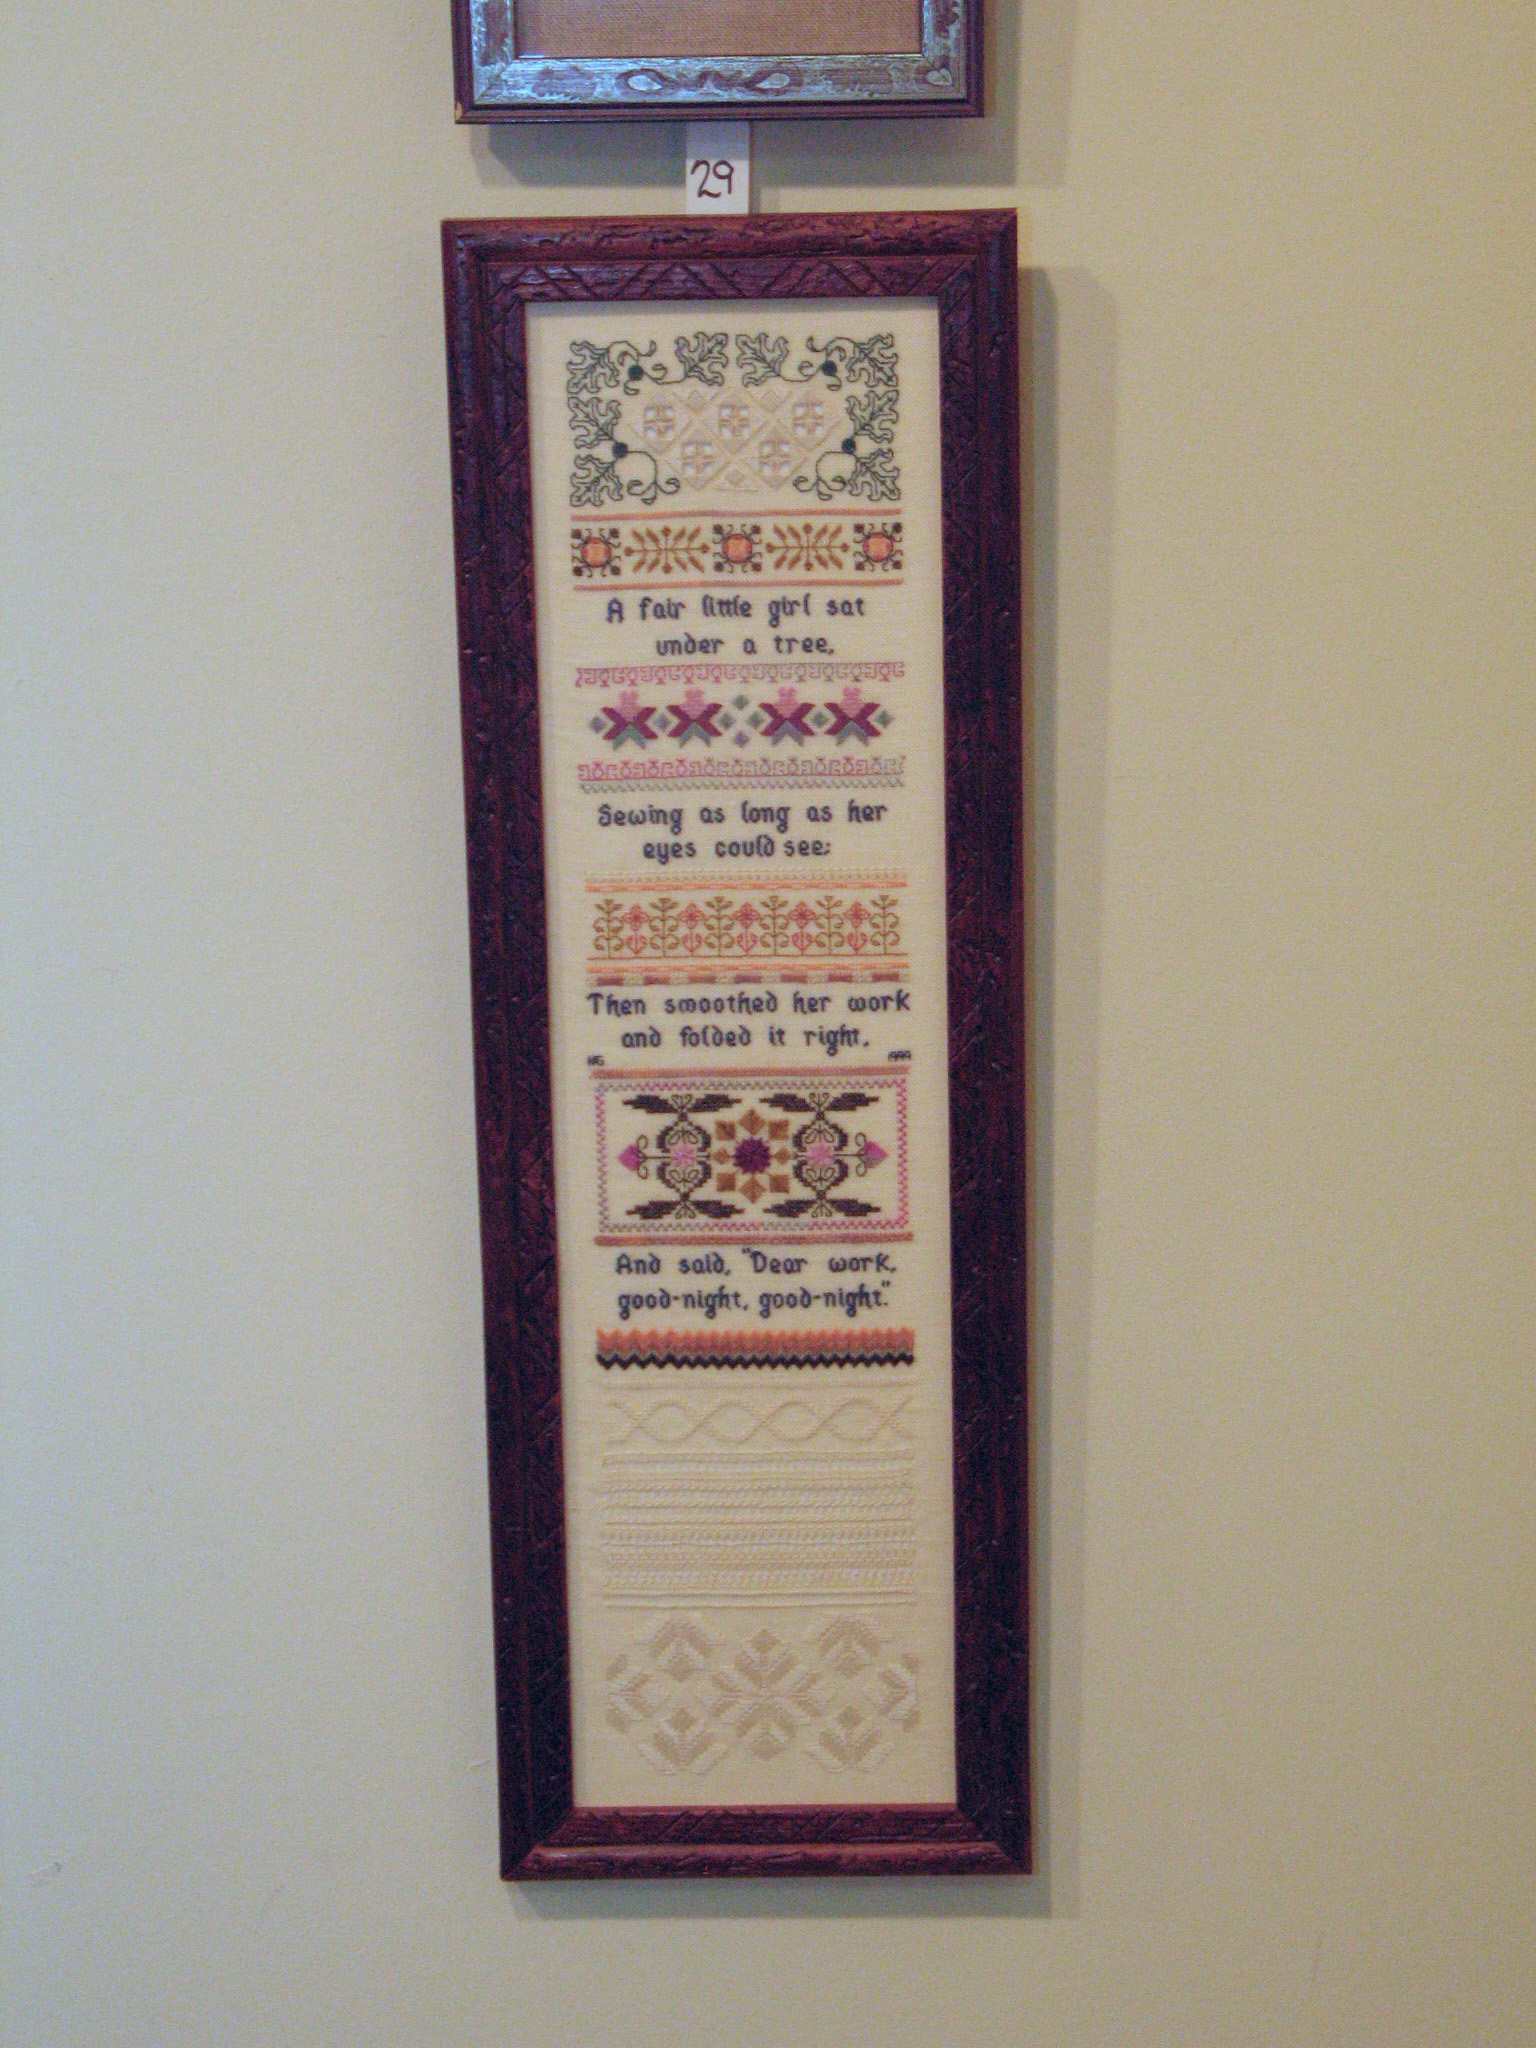 29
A fair little girl sat
under a tree,
Sewing as long as her
eyes could see;
Then smoothed her work
and folded it right,
1999
And said, "Dear work,
good-night, good-night."